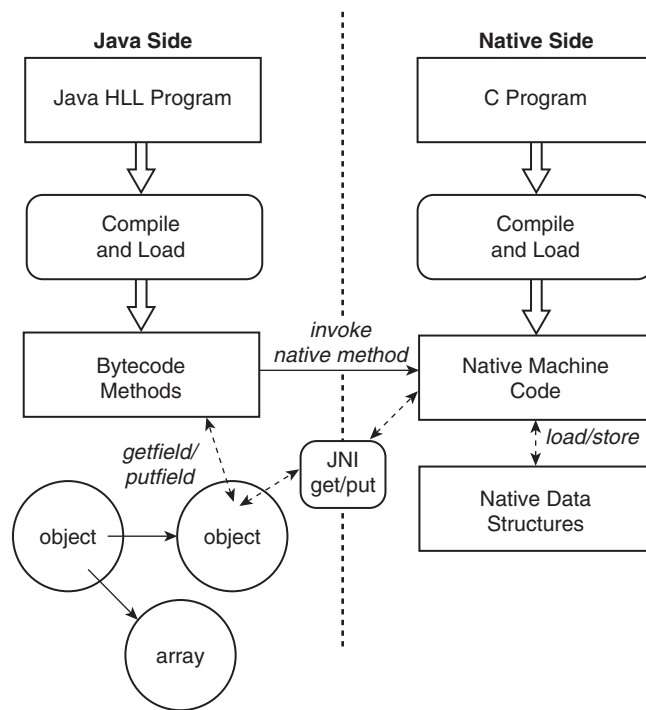 Java Side
Native Side
Java HLL Program
C Program
Compile
and Load
Compile
and Load
invoke
native method
Bytecode
Methods
Native Machine
Code
getfield/
putfield
JNI
get/put
load/store
Native Data
Structures
object
object
array